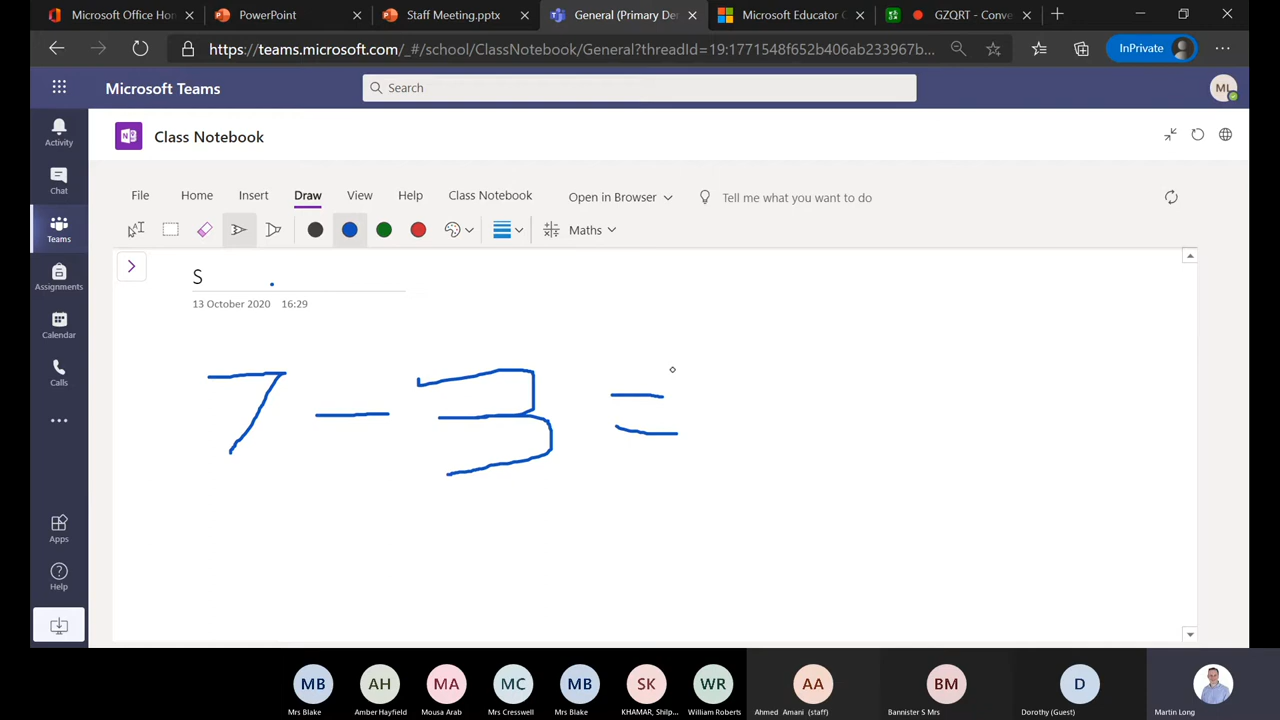 Microsoft Office Hom
PowerPoint
Staff Meeting.pptx
General (Primary De
Microsoft Educator C
GZQRT - Conve
https://teams.microsoft.com/_#/school/ClassNotebook/General?threadId=19:1771548f652b406ab233967b...
InPrivate
Microsoft Teams
Search
ML
Activity
Chat
Teams
Assignments
Calendar
Calls
Apps
Help
Class Notebook
File Home Insert Draw View Help Class Notebook Open in Browser Tell me what you want to do
Maths
S
13 October 2020 16:29
7 - 3 =
MB AH MA MC MB SK WR AA BM D
Mrs Blake Amber Hayfield Mousa Arab Mrs Cresswell Mrs Blake KHAMAR, Shilp... William Roberts Ahmed Amani (staff) Bannister S Mrs Dorothy (Guest) Martin Long